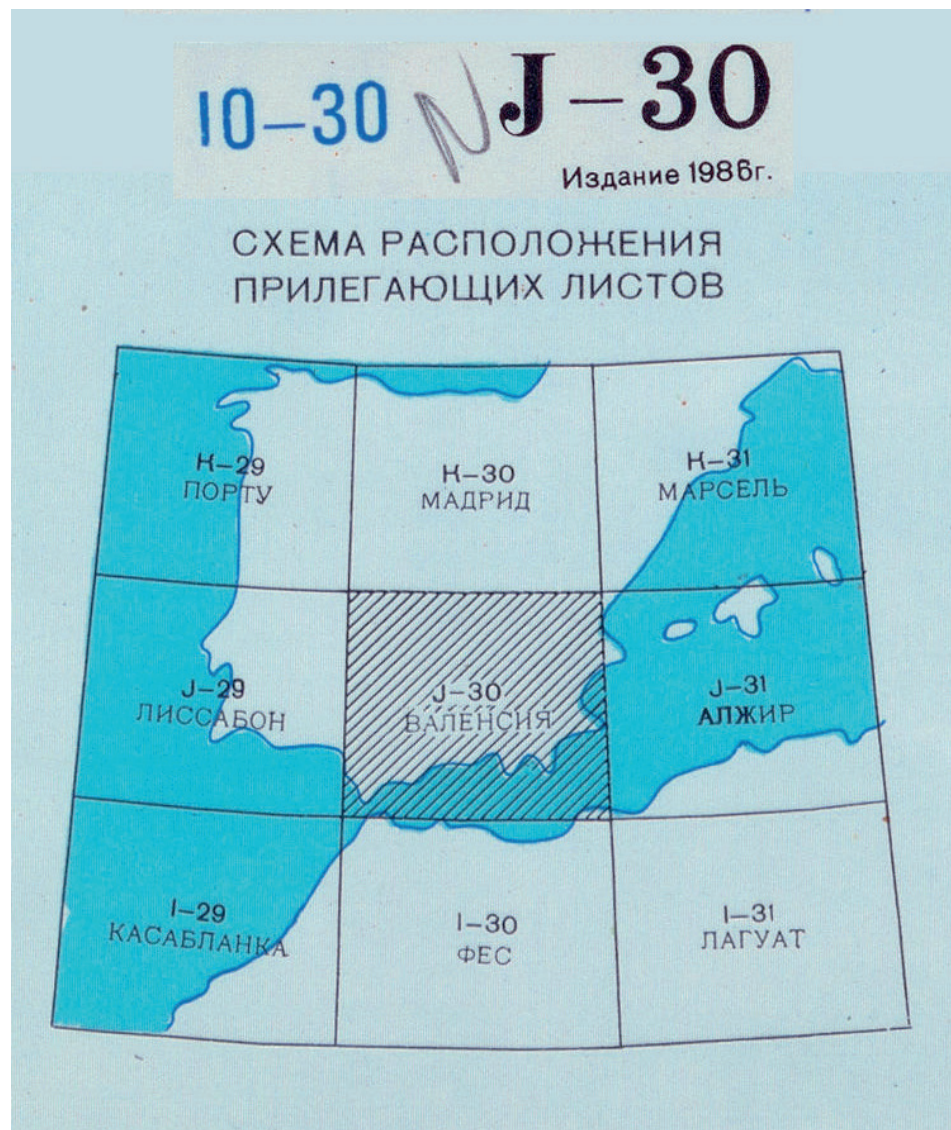 10–30
N J–30
Издание 1986г.
СХЕМА РАСПОЛОЖЕНИЯ
ПРИЛЕГАЮЩИХ ЛИСТОВ
К–29
ПОРТУ
К–30
МАДРИД
К–31
МАРСЕЛЬ
J–29
ЛИССАБОН
J–30
ВАЛЕНСИЯ
J–31
АЛЖИР
I–29
КАСАБЛАНКА
I–30
ФЕС
I–31
ЛАГУАТ